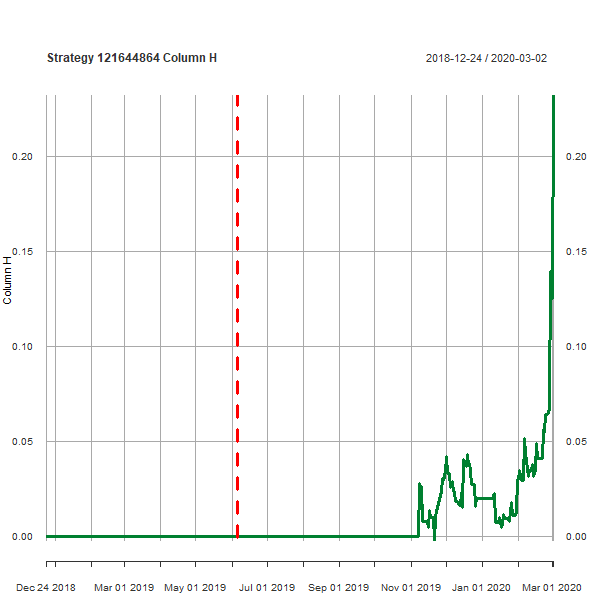 Strategy 121644864 Column H 2018-12-24 / 2020-03-02
0.20 0.20
0.15 0.15
Column H
0.10 0.10
0.05 0.05
0.00 0.00
Dec 24 2018 Mar 01 2019 May 01 2019 Jul 01 2019 Sep 01 2019 Nov 01 2019 Jan 01 2020 Mar 01 2020